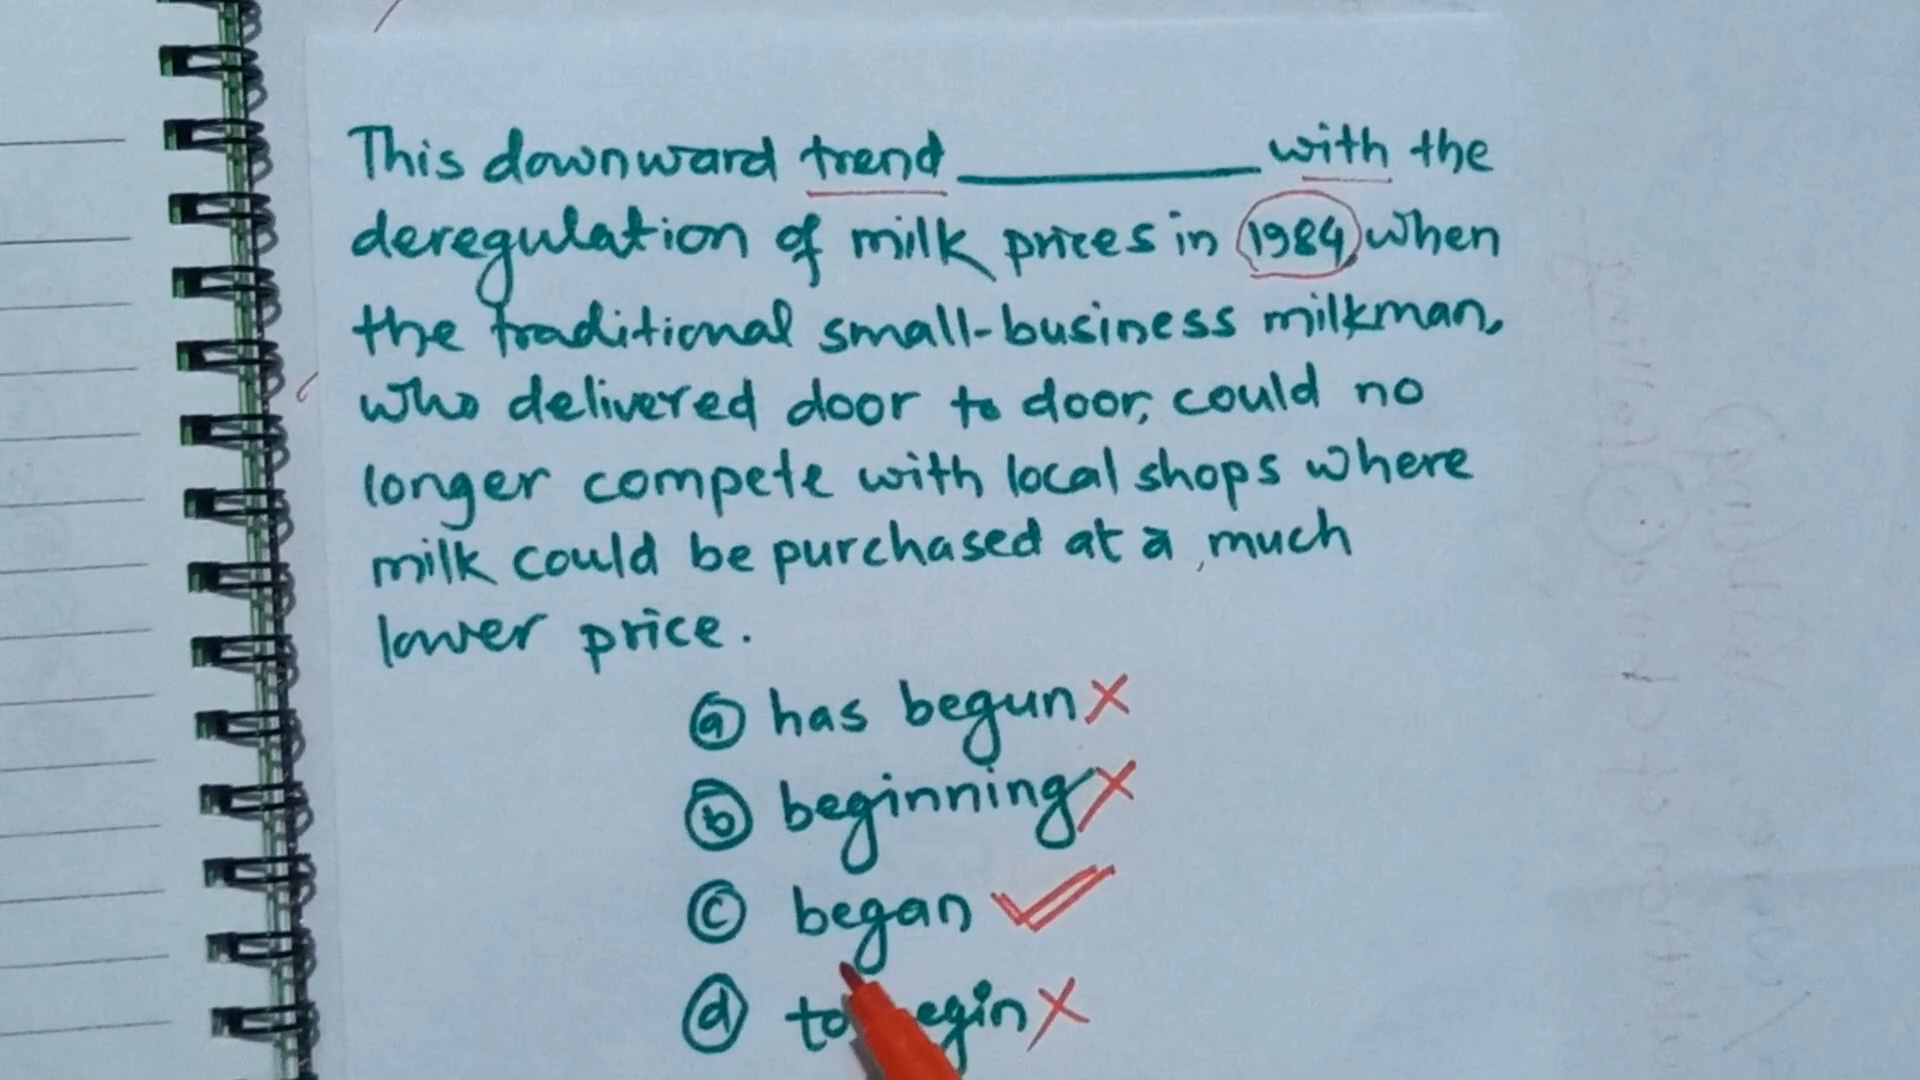 This downward trend ________ with the
deregulation of milk prices in 1984, when
the traditional small-business milkman,
who delivered door to door, could no
longer compete with local shops where
milk could be purchased at a much
lower price.
ⓐ has begun ✗
ⓑ beginning ✗
ⓒ began ✓
ⓓ to egin ✗